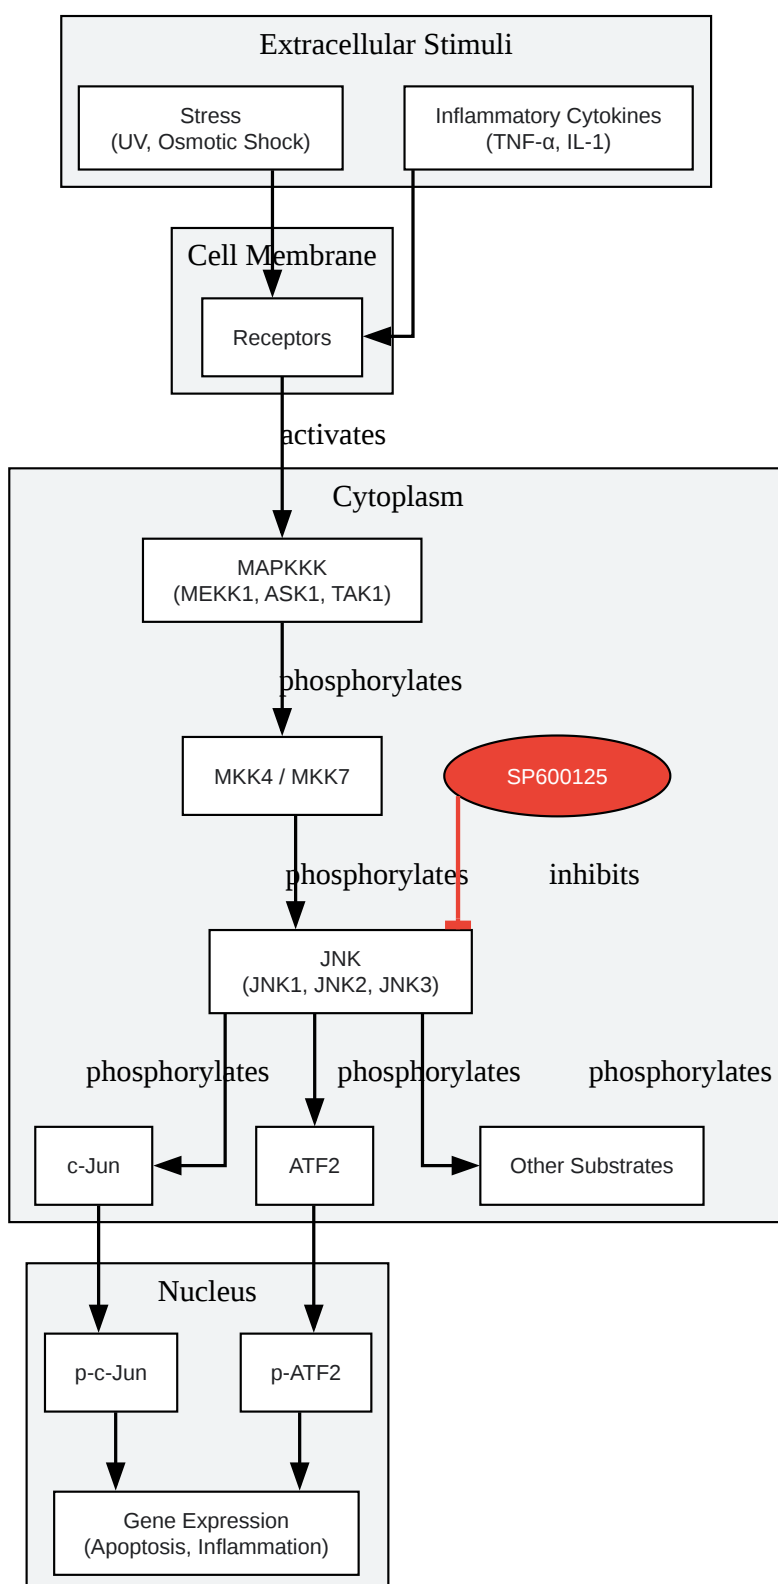 Extracellular Stimuli
Stress
(UV, Osmotic Shock)
Inflammatory Cytokines
(TNF-α, IL-1)
Cell Membrane
Receptors
activates
Cytoplasm
MAPKKK
(MEKK1, ASK1, TAK1)
phosphorylates
MKK4 / MKK7
SP600125
phosphorylates
inhibits
JNK
(JNK1, JNK2, JNK3)
phosphorylates
phosphorylates
phosphorylates
c-Jun
ATF2
Other Substrates
Nucleus
p-c-Jun
p-ATF2
Gene Expression
(Apoptosis, Inflammation)